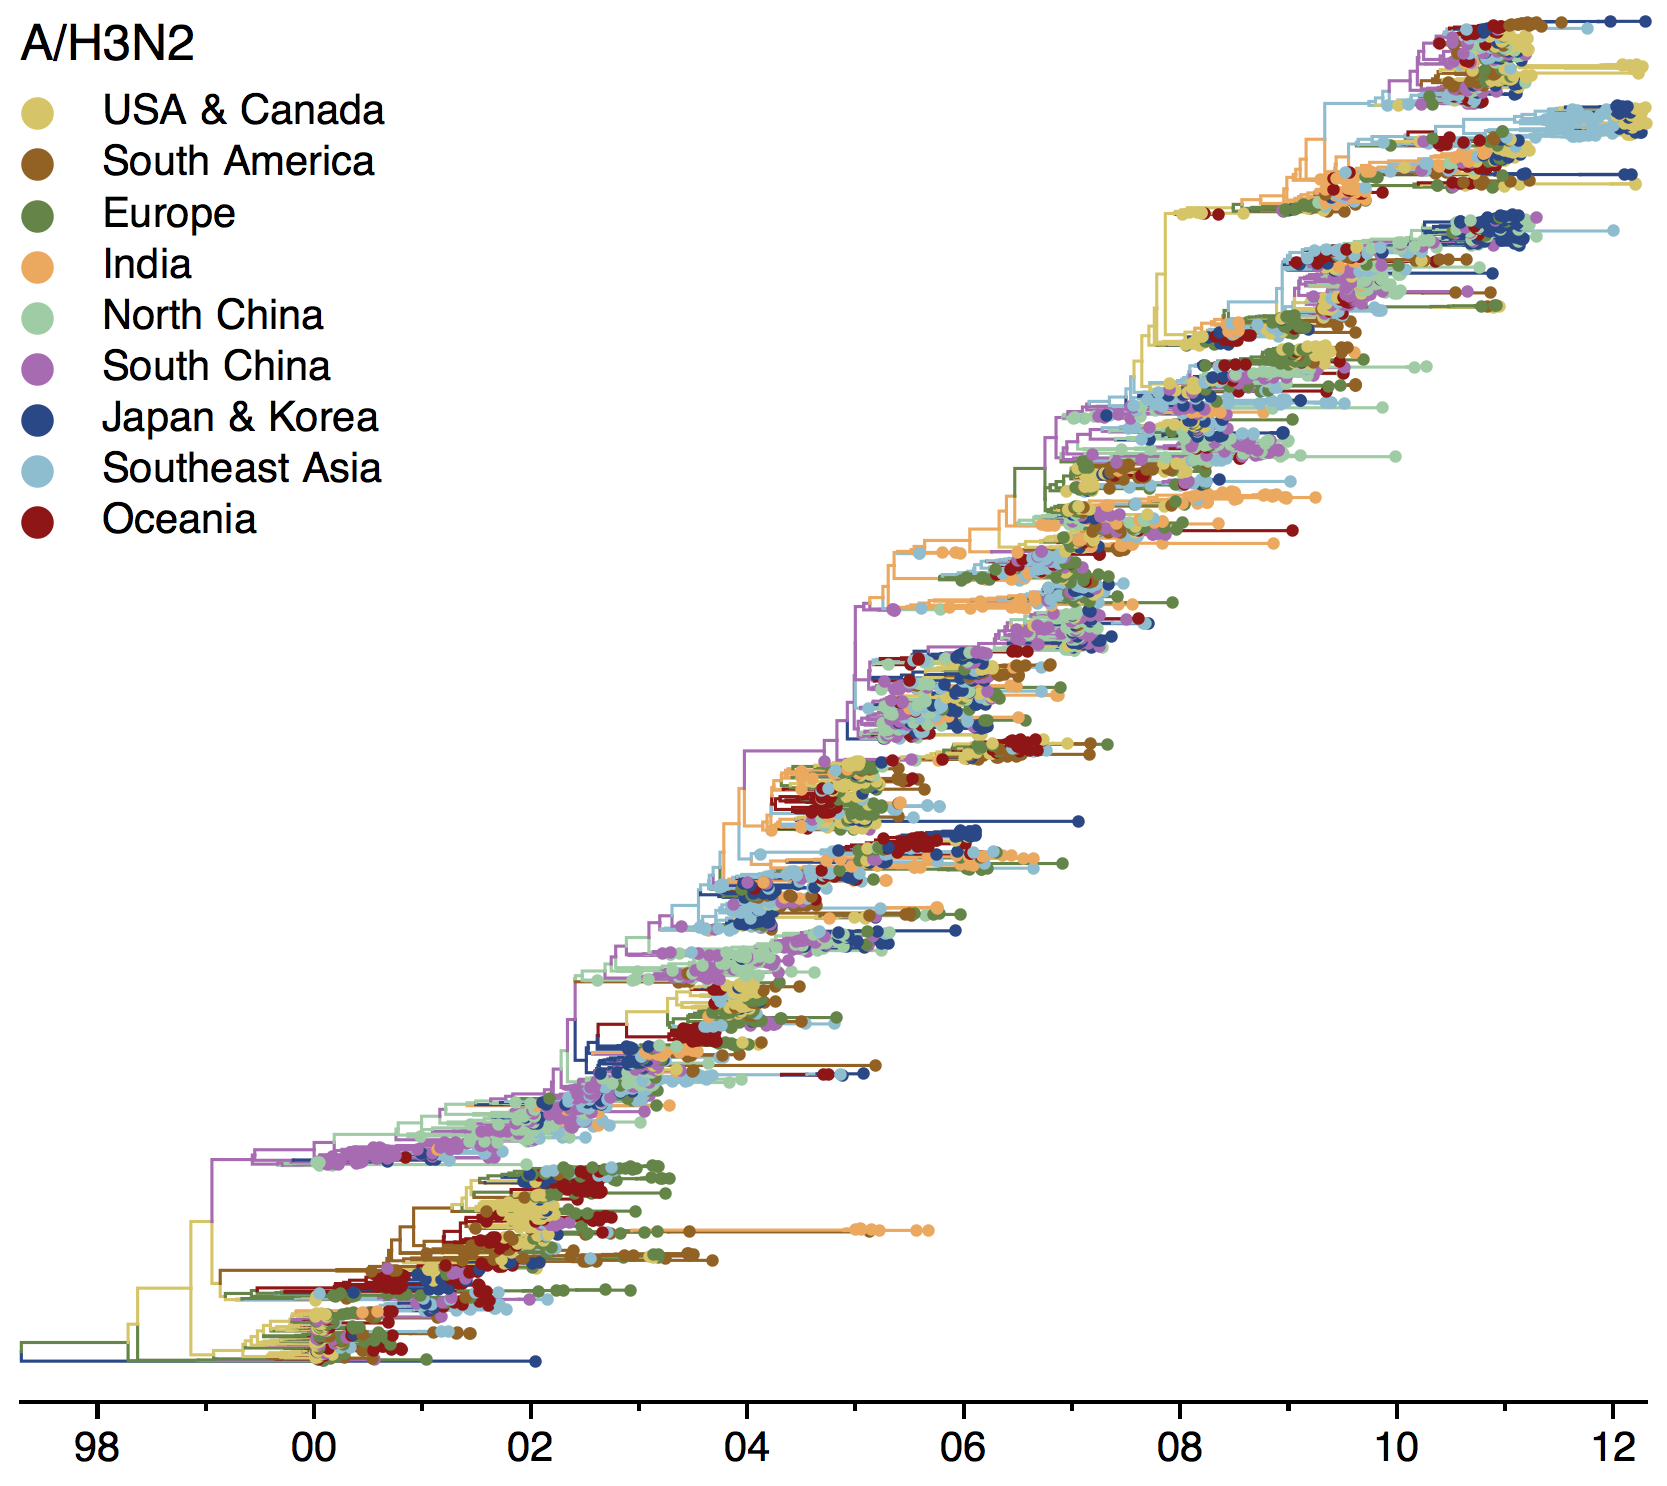 A/H3N2
USA & Canada
South America
Europe
India
North China
South China
Japan & Korea
Southeast Asia
Oceania
98 00 02 04 06 08 10 12